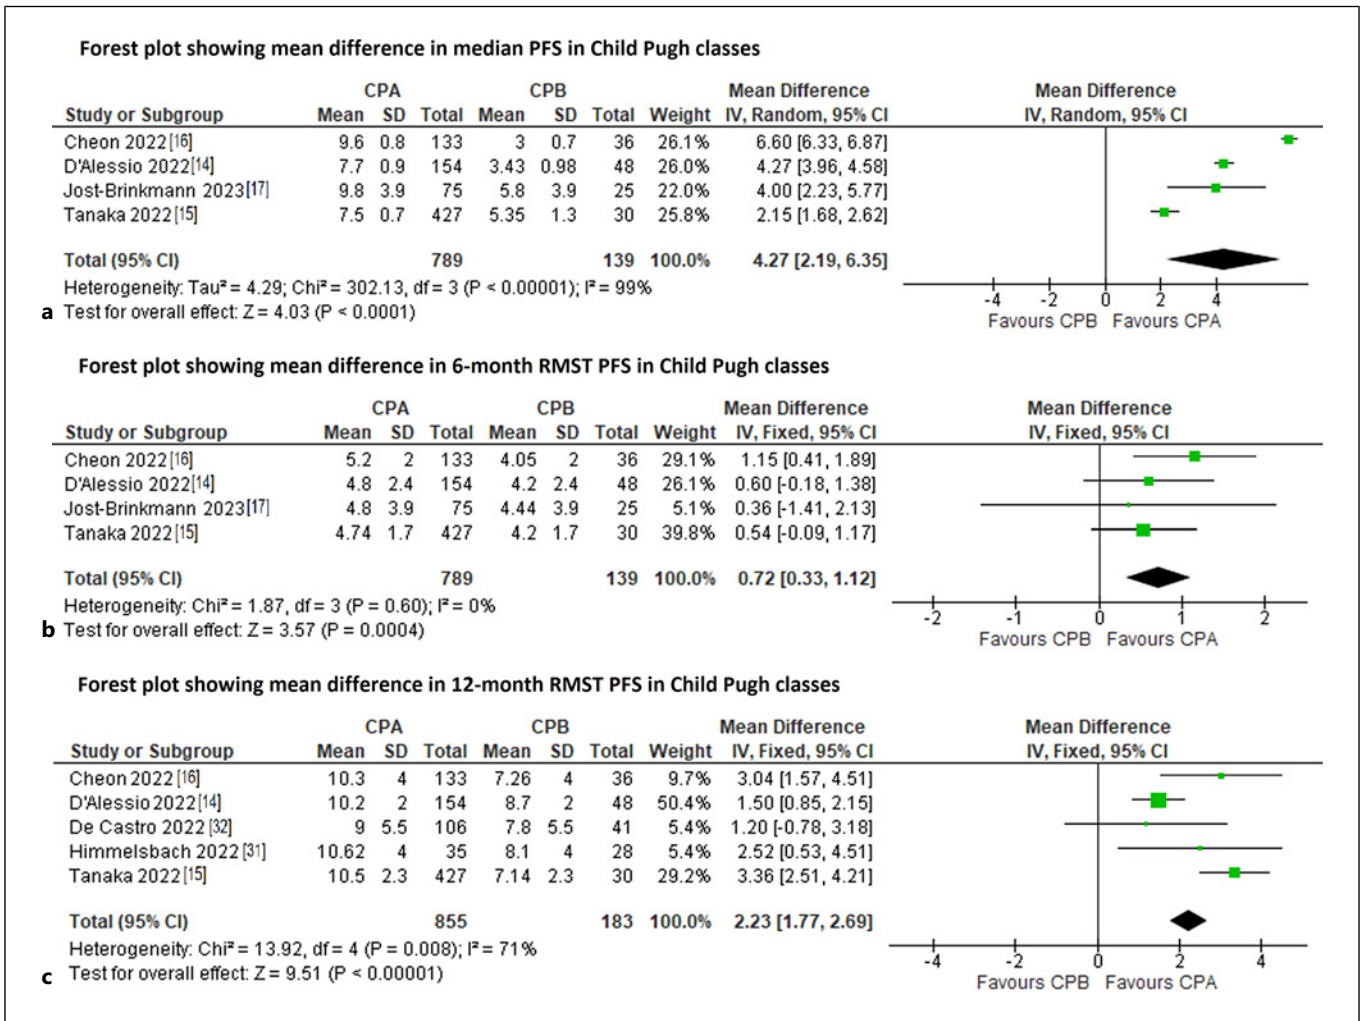 Forest plot showing mean difference in median PFS in Child Pugh classes
CPA CPB Mean Difference Mean Difference
Study or Subgroup Mean SD Total Mean SD Total Weight IV, Random, 95% CI IV, Random, 95% CI
Cheon 2022[16] 9.6 0.8 133 3 0.7 36 26.1% 6.60 [6.33, 6.87]
D'Alessio 2022[14] 7.7 0.9 154 3.43 0.98 48 26.0% 4.27 [3.96, 4.58]
Jost-Brinkmann 2023[17] 9.8 3.9 75 5.8 3.9 25 22.0% 4.00 [2.23, 5.77]
Tanaka 2022[15] 7.5 0.7 427 5.35 1.3 30 25.8% 2.15 [1.68, 2.62]
Total (95% CI) 789 139 100.0% 4.27 [2.19, 6.35]
Heterogeneity: Tau² = 4.29; Chi² = 302.13, df = 3 (P < 0.00001); I² = 99%
-4 -2 0 2 4
a Test for overall effect: Z = 4.03 (P < 0.0001)
Favours CPB Favours CPA
Forest plot showing mean difference in 6-month RMST PFS in Child Pugh classes
CPA CPB Mean Difference Mean Difference
Study or Subgroup Mean SD Total Mean SD Total Weight IV, Fixed, 95% CI IV, Fixed, 95% CI
Cheon 2022[16] 5.2 2 133 4.05 2 36 29.1% 1.15 [0.41, 1.89]
D'Alessio 2022[14] 4.8 2.4 154 4.2 2.4 48 26.1% 0.60 [-0.18, 1.38]
Jost-Brinkmann 2023[17] 4.8 3.9 75 4.44 3.9 25 5.1% 0.36 [-1.41, 2.13]
Tanaka 2022[15] 4.74 1.7 427 4.2 1.7 30 39.8% 0.54 [-0.09, 1.17]
Total (95% CI) 789 139 100.0% 0.72 [0.33, 1.12]
Heterogeneity: Chi² = 1.87, df = 3 (P = 0.60); I² = 0%
-2 -1 0 1 2
b Test for overall effect: Z = 3.57 (P = 0.0004)
Favours CPB Favours CPA
Forest plot showing mean difference in 12-month RMST PFS in Child Pugh classes
CPA CPB Mean Difference Mean Difference
Study or Subgroup Mean SD Total Mean SD Total Weight IV, Fixed, 95% CI IV, Fixed, 95% CI
Cheon 2022[16] 10.3 4 133 7.26 4 36 9.7% 3.04 [1.57, 4.51]
D'Alessio 2022[14] 10.2 2 154 8.7 2 48 50.4% 1.50 [0.85, 2.15]
De Castro 2022[32] 9 5.5 106 7.8 5.5 41 5.4% 1.20 [-0.78, 3.18]
Himmelsbach 2022[31] 10.62 4 35 8.1 4 28 5.4% 2.52 [0.53, 4.51]
Tanaka 2022[15] 10.5 2.3 427 7.14 2.3 30 29.2% 3.36 [2.51, 4.21]
Total (95% CI) 855 183 100.0% 2.23 [1.77, 2.69]
Heterogeneity: Chi² = 13.92, df = 4 (P = 0.008); I² = 71%
-4 -2 0 2 4
c Test for overall effect: Z = 9.51 (P < 0.00001)
Favours CPB Favours CPA